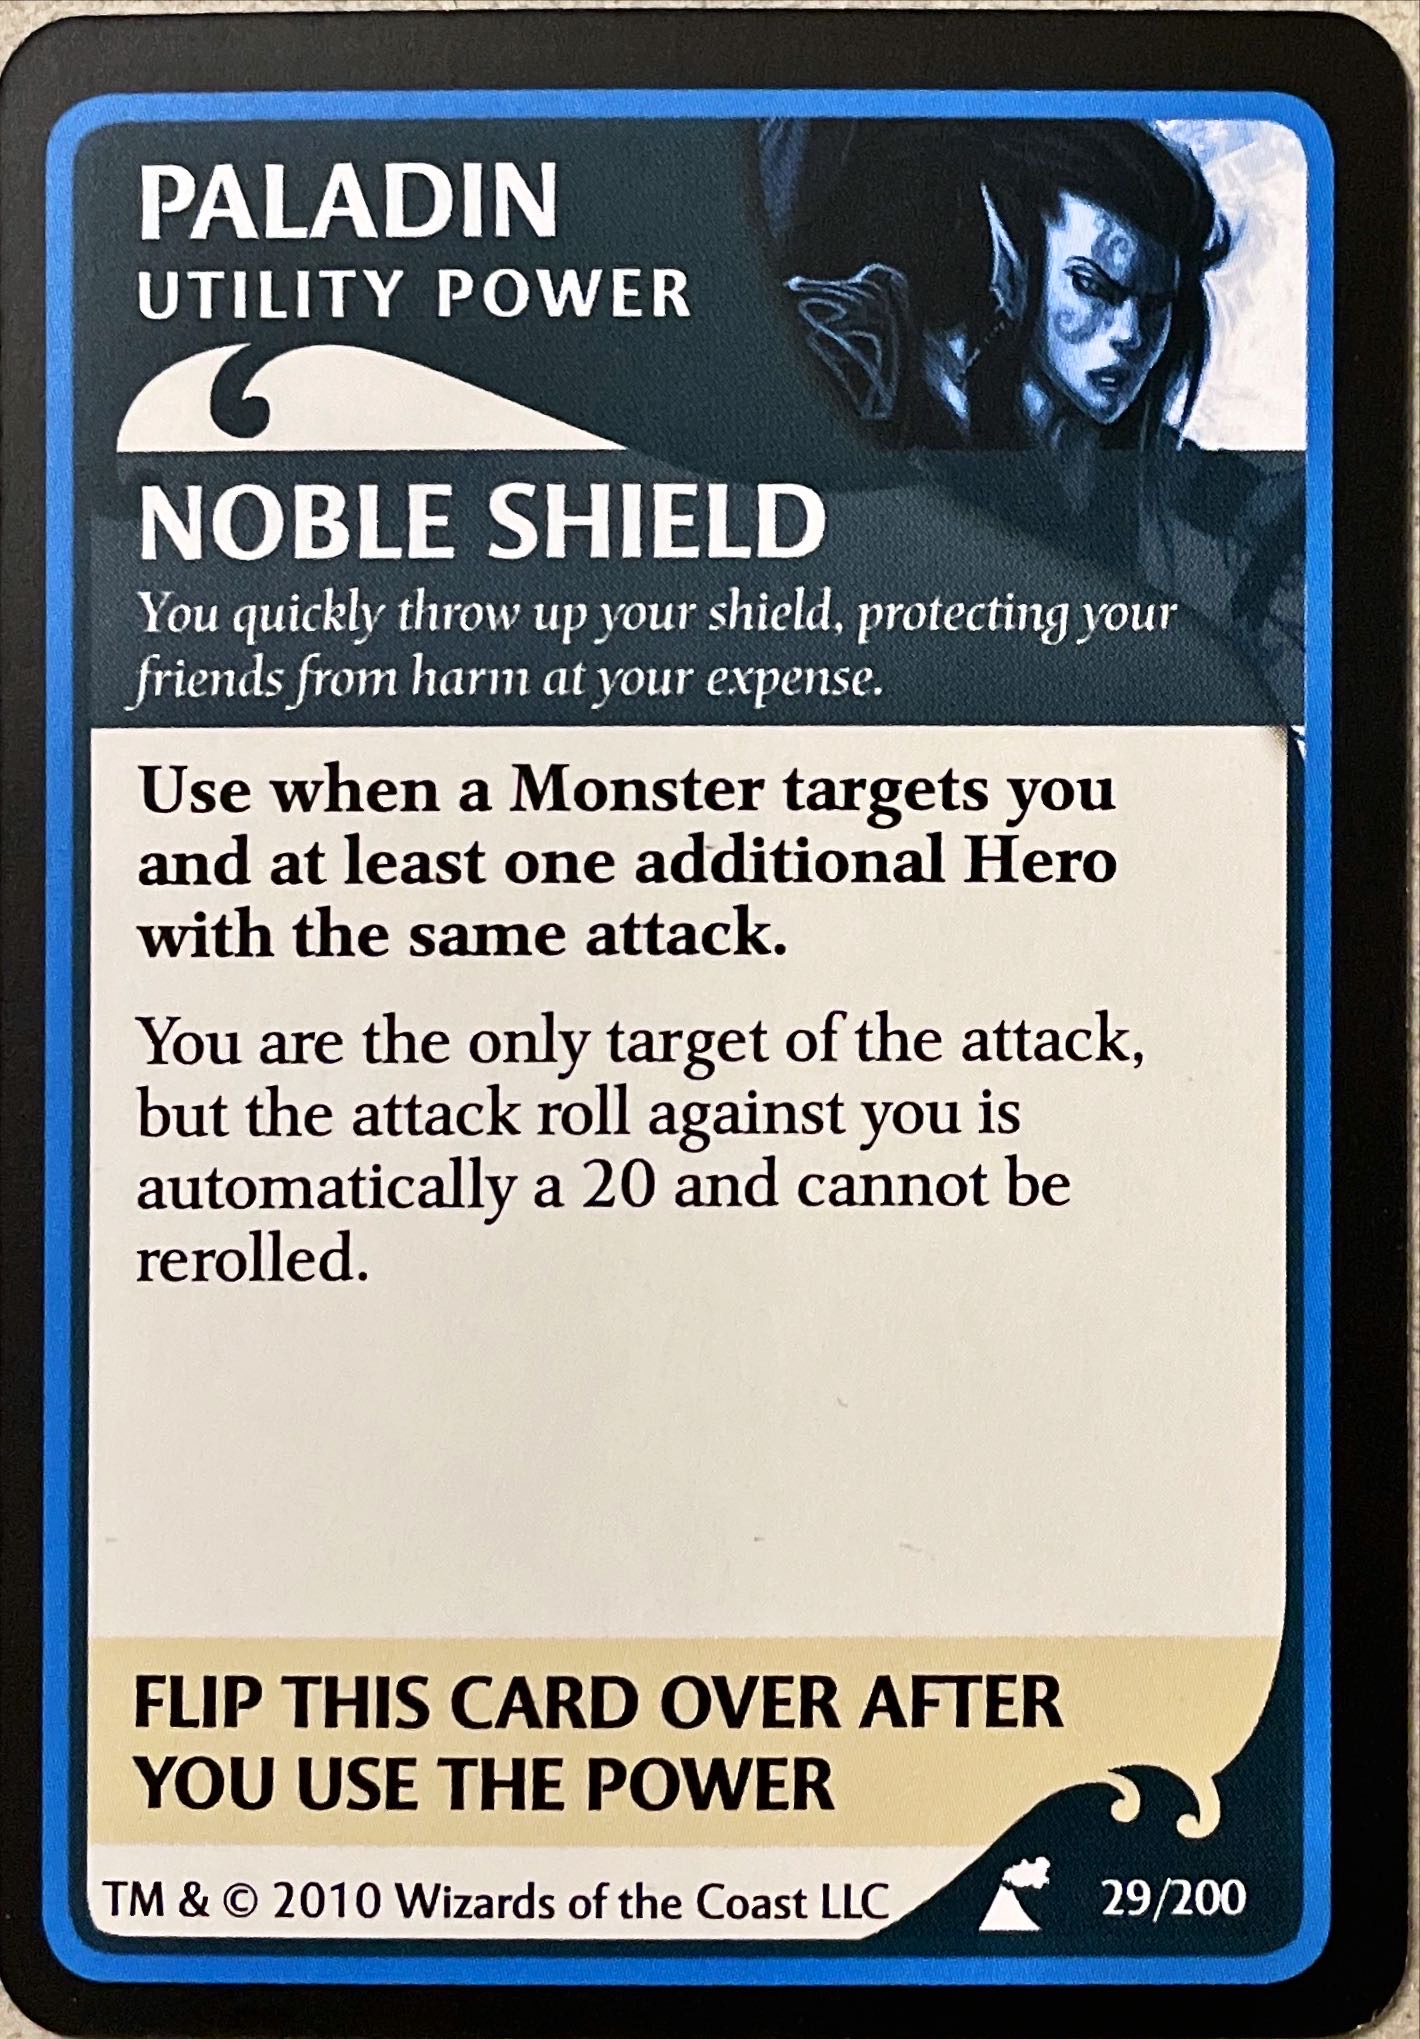 PALADIN
UTILITY POWER
NOBLE SHIELD
You quickly throw up your shield, protecting your
friends from harm at your expense.
Use when a Monster targets you
and at least one additional Hero
with the same attack.
You are the only target of the attack,
but the attack roll against you is
automatically a 20 and cannot be
rerolled.
FLIP THIS CARD OVER AFTER
YOU USE THE POWER
TM & © 2010 Wizards of the Coast LLC
29/200